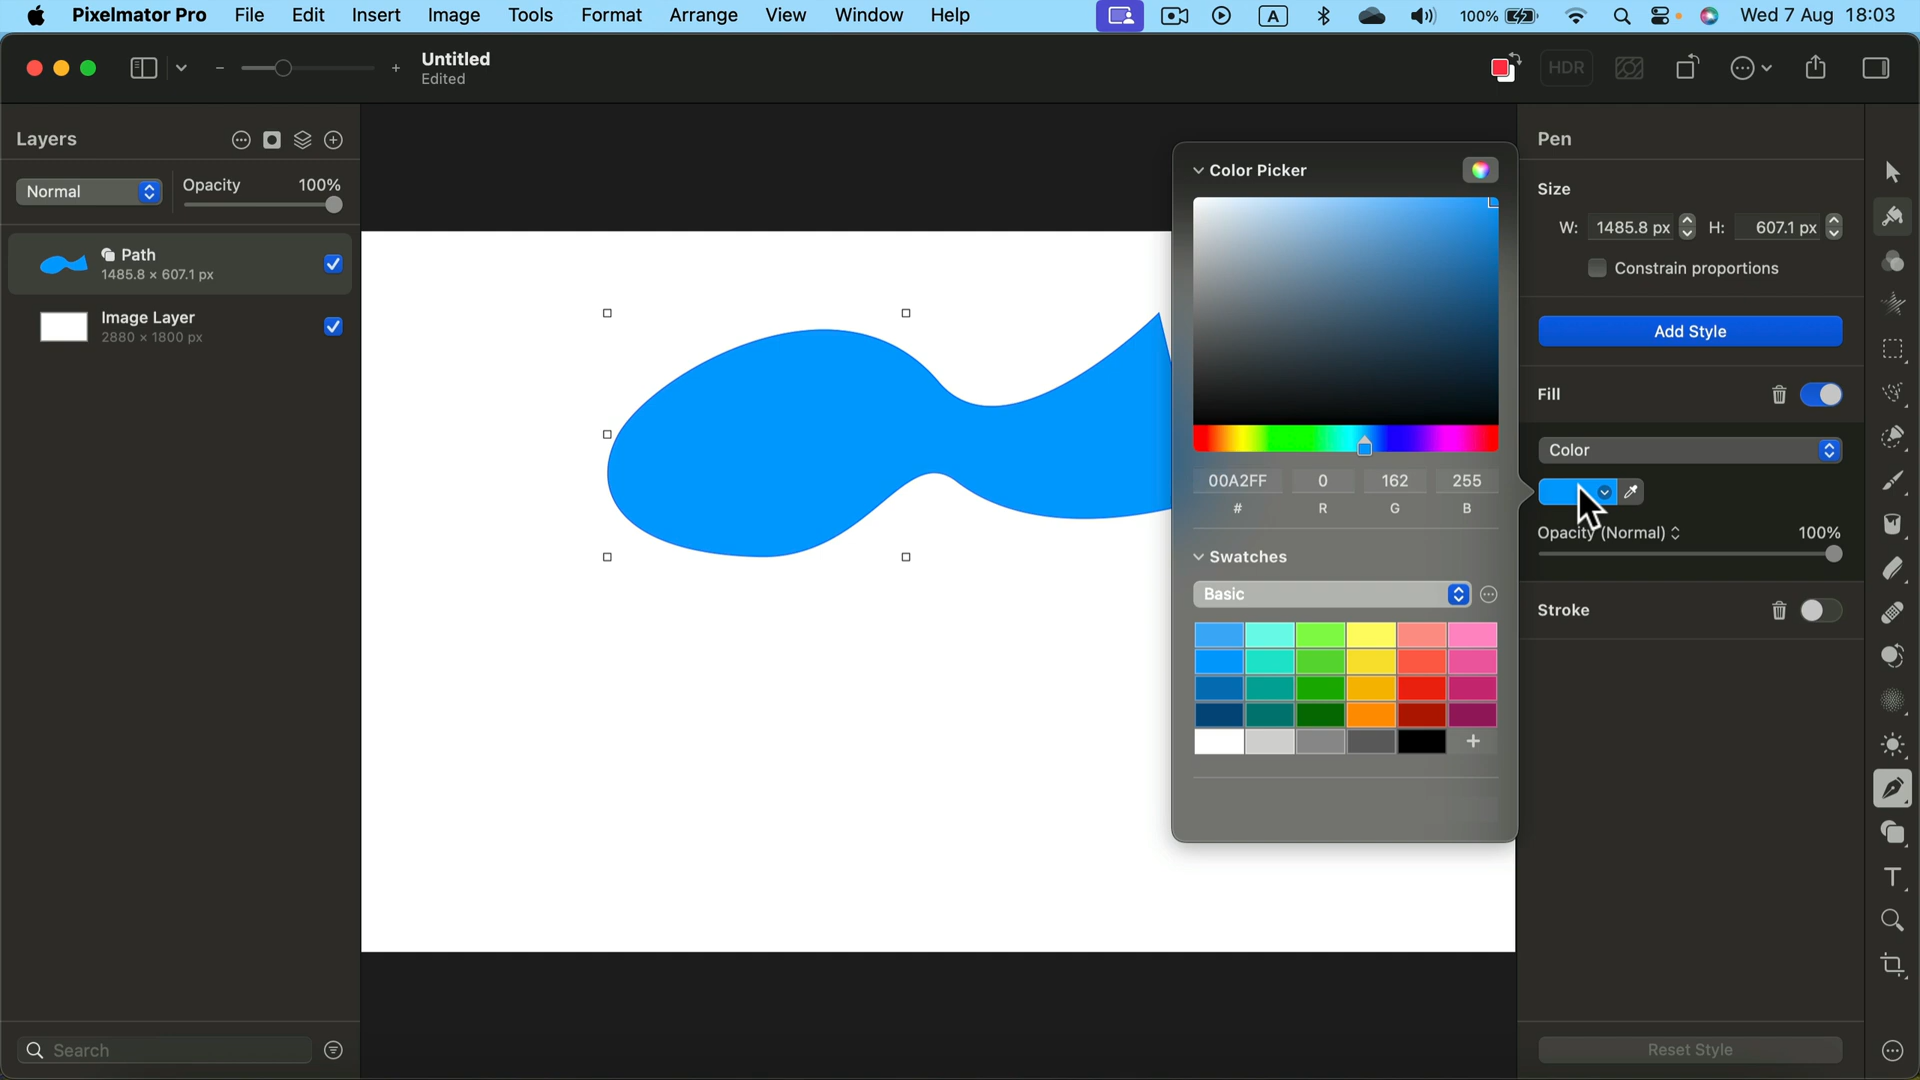 Pixelmator Pro File Edit Insert Image Tools Format Arrange View Window Help A 100% Wed 7 Aug 18:03
Untitled
Edited
HDR
Layers
Normal Opacity 100%
Path
1485.8 × 607.1 px
Image Layer
2880 × 1800 px
Search
Color Picker
00A2FF 0 162 255
# R G B
Swatches
Basic
Pen
Size
W: 1485.8 px H: 607.1 px
Constrain proportions
Add Style
Fill
Color
Opacity (Normal) 100%
Stroke
Reset Style